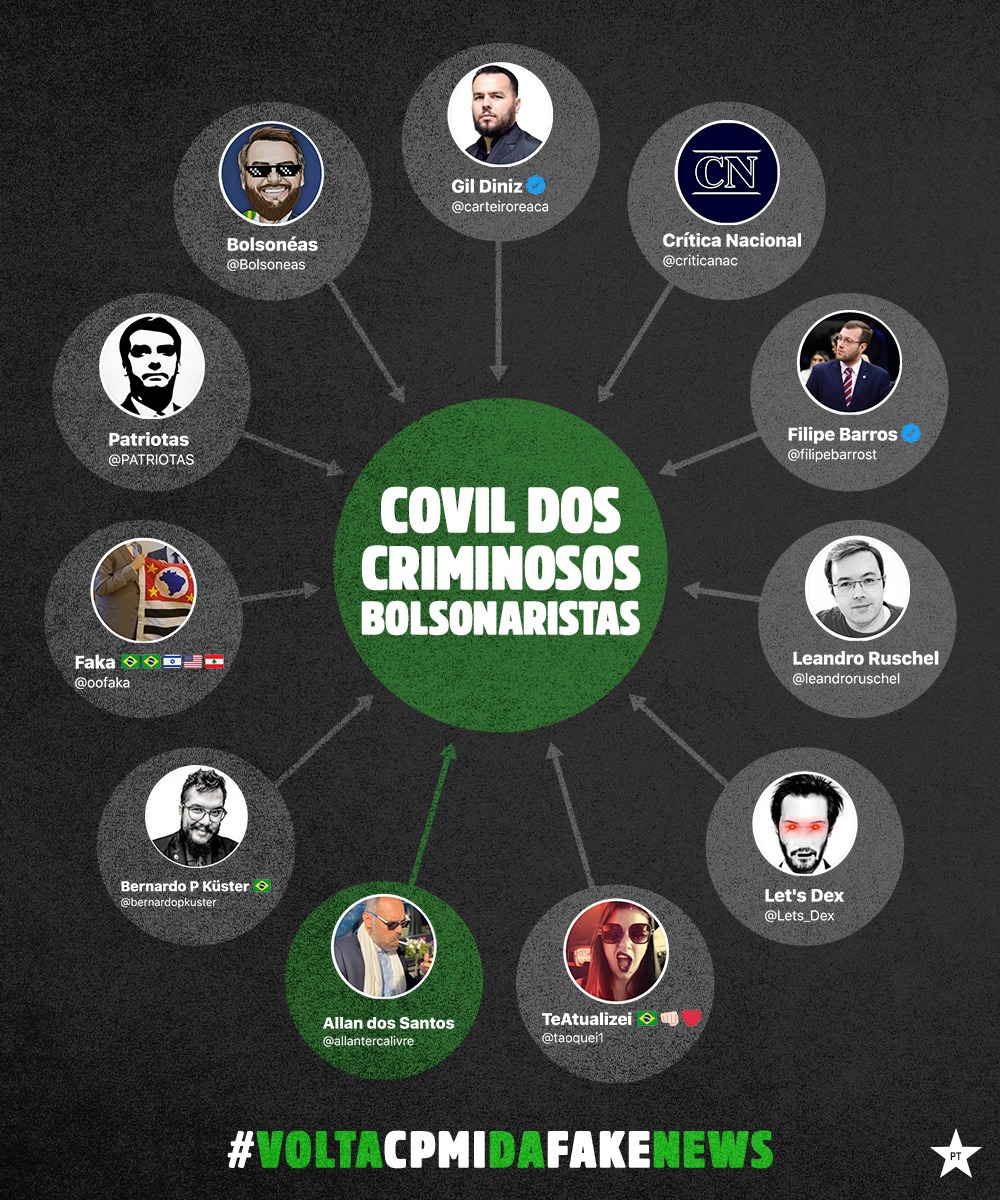 Gil Diniz
@carteiroreaca
Bolsonéas
@Bolsoneas
CN
Crítica Nacional
@criticanac
Patriotas
@PATRIOTAS
Filipe Barros
@filipebarrost
COVIL DOS
CRIMINOSOS
BOLSONARISTAS
Faka 🇧🇷🇧🇷🇮🇱🇺🇸🇱🇧
@oofaka
Leandro Ruschel
@leandroruschel
Bernardo P Küster 🇧🇷
@bernardopkuster
Let's Dex
@Lets_Dex
Allan dos Santos
@allantercalivre
TeAtualizei 🇧🇷👊🏻❤️
@taoquei1
#VOLTACPMIDAFAKENEWS
PT